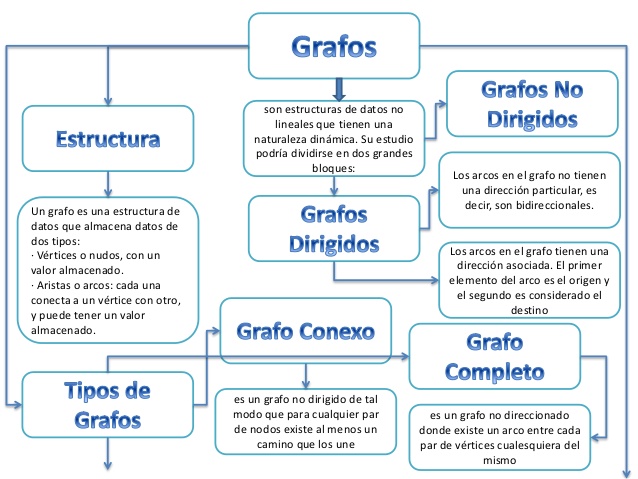 Grafos
son estructuras de datos no
lineales que tienen una
naturaleza dinámica. Su estudio
podría dividirse en dos grandes
bloques:
Grafos No
Dirigidos
Estructura
Los arcos en el grafo no tienen
una dirección particular, es
decir, son bidireccionales.
Grafos
Dirigidos
Un grafo es una estructura de
datos que almacena datos de
dos tipos:
· Vértices o nudos, con un
valor almacenado.
· Aristas o arcos: cada una
conecta a un vértice con otro,
y puede tener un valor
almacenado.
Los arcos en el grafo tienen una
dirección asociada. El primer
elemento del arco es el origen y
el segundo es considerado el
destino
Grafo Conexo
Grafo
Completo
Tipos de
Grafos
es un grafo no dirigido de tal
modo que para cualquier par
de nodos existe al menos un
camino que los une
es un grafo no direccionado
donde existe un arco entre cada
par de vértices cualesquiera del
mismo